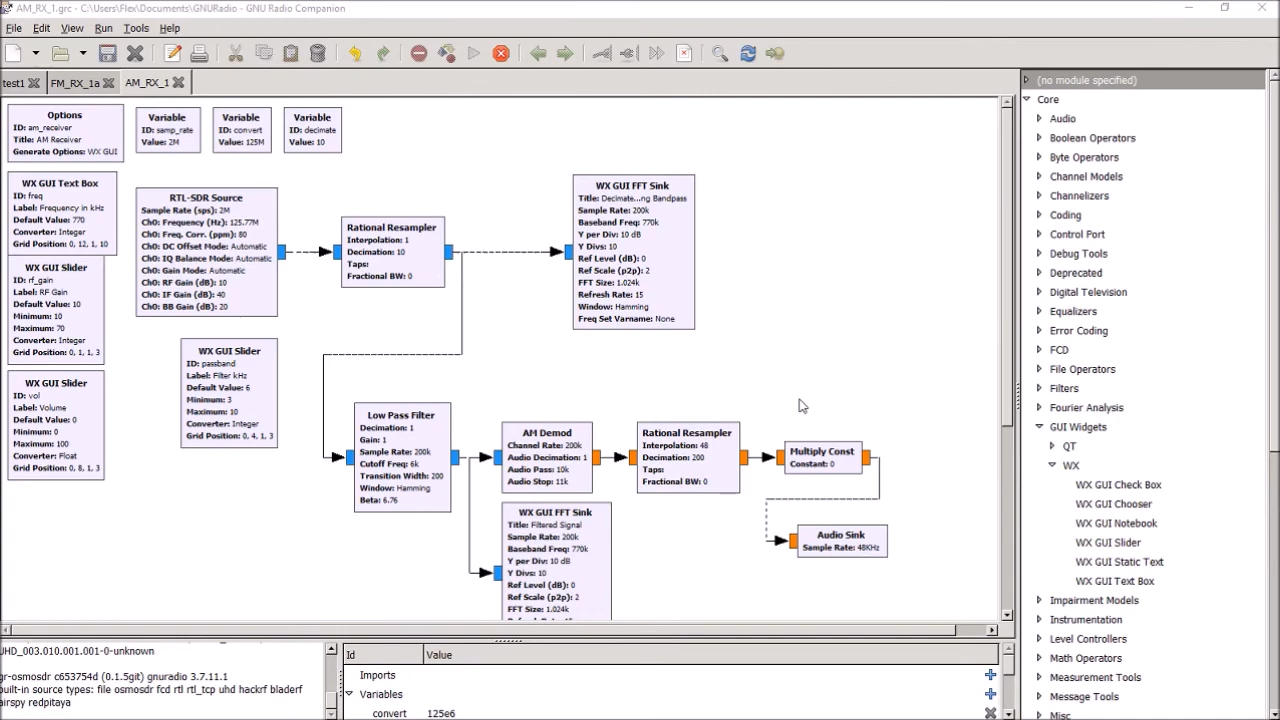 AM_RX_1.grc - C:\Users\Flex\Documents\GNURadio - GNU Radio Companion
File Edit View Run Tools Help
test1
FM_RX_1a
AM_RX_1
Options
ID: am_receiver
Title: AM Receiver
Generate Options: WX GUI
Variable
ID: samp_rate
Value: 2M
Variable
ID: convert
Value: 125M
Variable
ID: decimate
Value: 10
WX GUI Text Box
ID: freq
Label: Frequency in kHz
Default Value: 770
Converter: Integer
Grid Position: 0, 12, 1, 10
WX GUI Slider
ID: rf_gain
Label: RF Gain
Default Value: 10
Minimum: 10
Maximum: 70
Converter: Integer
Grid Position: 0, 1, 1, 3
WX GUI Slider
ID: vol
Label: Volume
Default Value: 0
Minimum: 0
Maximum: 100
Converter: Float
Grid Position: 0, 8, 1, 3
RTL-SDR Source
Sample Rate (sps): 2M
Ch0: Frequency (Hz): 125.77M
Ch0: Freq. Corr. (ppm): 80
Ch0: DC Offset Mode: Automatic
Ch0: IQ Balance Mode: Automatic
Ch0: Gain Mode: Automatic
Ch0: RF Gain (dB): 10
Ch0: IF Gain (dB): 40
Ch0: BB Gain (dB): 20
WX GUI Slider
ID: passband
Label: Filter kHz
Default Value: 6
Minimum: 3
Maximum: 10
Converter: Integer
Grid Position: 0, 4, 1, 3
Rational Resampler
Interpolation: 1
Decimation: 10
Taps:
Fractional BW: 0
WX GUI FFT Sink
Title: Decimate...ng Bandpass
Sample Rate: 200k
Baseband Freq: 770k
Y per Div: 10 dB
Y Divs: 10
Ref Level (dB): 0
Ref Scale (p2p): 2
FFT Size: 1.024k
Refresh Rate: 15
Window: Hamming
Freq Set Varname: None
Low Pass Filter
Decimation: 1
Gain: 1
Sample Rate: 200k
Cutoff Freq: 6k
Transition Width: 200
Window: Hamming
Beta: 6.76
AM Demod
Channel Rate: 200k
Audio Decimation: 1
Audio Pass: 10k
Audio Stop: 11k
Rational Resampler
Interpolation: 48
Decimation: 200
Taps:
Fractional BW: 0
Multiply Const
Constant: 0
Audio Sink
Sample Rate: 48KHz
WX GUI FFT Sink
Title: Filtered Signal
Sample Rate: 200k
Baseband Freq: 770k
Y per Div: 10 dB
Y Divs: 10
Ref Level (dB): 0
Ref Scale (p2p): 2
FFT Size: 1.024k
(no module specified)
Core
Audio
Boolean Operators
Byte Operators
Channel Models
Channelizers
Coding
Control Port
Debug Tools
Deprecated
Digital Television
Equalizers
Error Coding
FCD
File Operators
Filters
Fourier Analysis
GUI Widgets
QT
WX
WX GUI Check Box
WX GUI Chooser
WX GUI Notebook
WX GUI Slider
WX GUI Static Text
WX GUI Text Box
Impairment Models
Instrumentation
Level Controllers
Math Operators
Measurement Tools
Message Tools
Misc
UHD_003.010.001.001-0-unknown
gr-osmosdr c653754d (0.1.5git) gnuradio 3.7.11.1
built-in source types: file osmosdr fcd rtl rtl_tcp uhd hackrf bladerf
airspy redpitaya
Id Value
Imports
Variables
convert 125e6